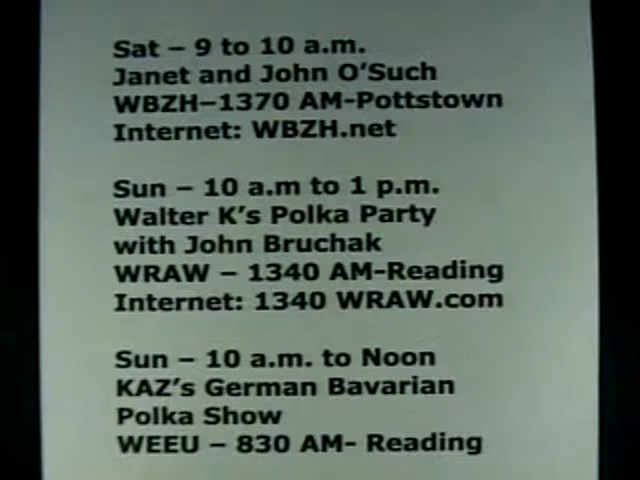 Sat – 9 to 10 a.m.
Janet and John O'Such
WBZH–1370 AM-Pottstown
Internet: WBZH.net
Sun – 10 a.m to 1 p.m.
Walter K's Polka Party
with John Bruchak
WRAW – 1340 AM-Reading
Internet: 1340 WRAW.com
Sun – 10 a.m. to Noon
KAZ's German Bavarian
Polka Show
WEEU – 830 AM- Reading